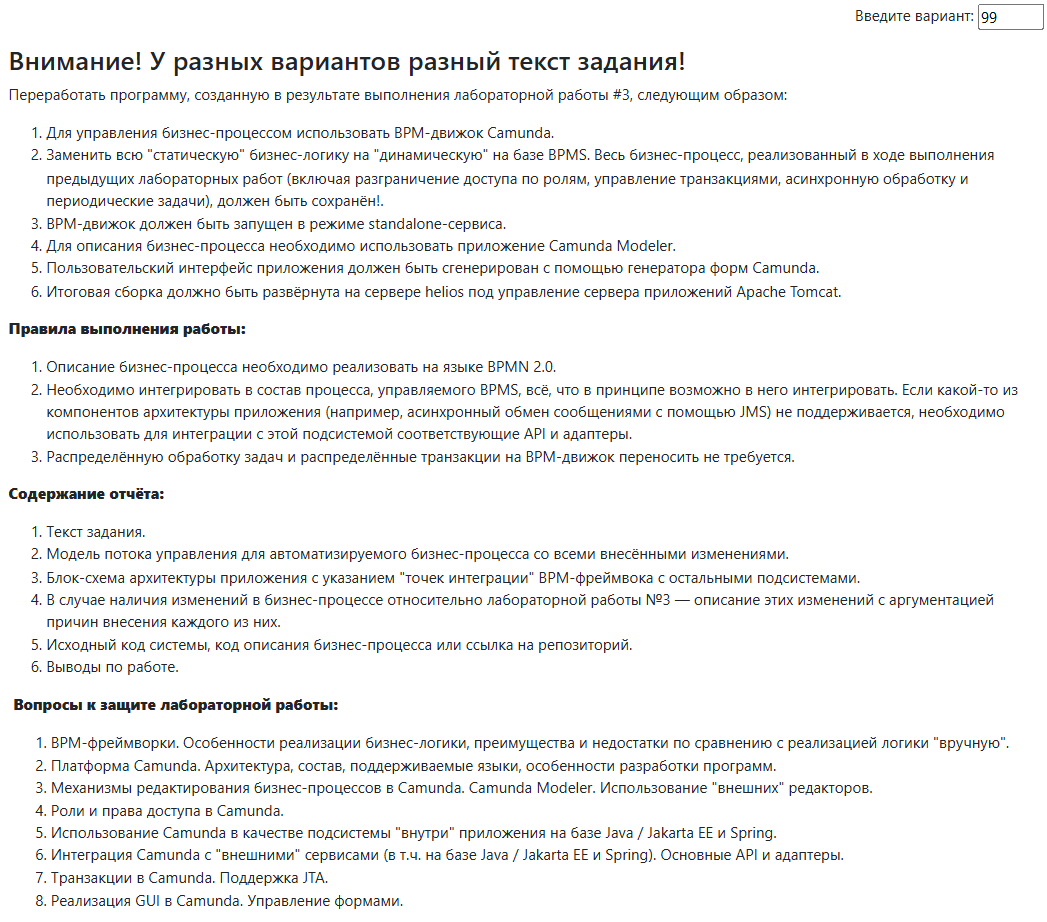 Введите вариант: 99
Внимание! У разных вариантов разный текст задания!
Переработать программу, созданную в результате выполнения лабораторной работы #3, следующим образом:
1. Для управления бизнес-процессом использовать BPM-движок Camunda.
2. Заменить всю "статическую" бизнес-логику на "динамическую" на базе BPMS. Весь бизнес-процесс, реализованный в ходе выполнения
предыдущих лабораторных работ (включая разграничение доступа по ролям, управление транзакциями, асинхронную обработку и
периодические задачи), должен быть сохранён!.
3. BPM-движок должен быть запущен в режиме standalone-сервиса.
4. Для описания бизнес-процесса необходимо использовать приложение Camunda Modeler.
5. Пользовательский интерфейс приложения должен быть сгенерирован с помощью генератора форм Camunda.
6. Итоговая сборка должно быть развёрнута на сервере helios под управление сервера приложений Apache Tomcat.
Правила выполнения работы:
1. Описание бизнес-процесса необходимо реализовать на языке BPMN 2.0.
2. Необходимо интегрировать в состав процесса, управляемого BPMS, всё, что в принципе возможно в него интегрировать. Если какой-то из
компонентов архитектуры приложения (например, асинхронный обмен сообщениями с помощью JMS) не поддерживается, необходимо
использовать для интеграции с этой подсистемой соответствующие API и адаптеры.
3. Распределённую обработку задач и распределённые транзакции на BPM-движок переносить не требуется.
Содержание отчёта:
1. Текст задания.
2. Модель потока управления для автоматизируемого бизнес-процесса со всеми внесёнными изменениями.
3. Блок-схема архитектуры приложения с указанием "точек интеграции" BPM-фреймвока с остальными подсистемами.
4. В случае наличия изменений в бизнес-процессе относительно лабораторной работы №3 — описание этих изменений с аргументацией
причин внесения каждого из них.
5. Исходный код системы, код описания бизнес-процесса или ссылка на репозиторий.
6. Выводы по работе.
Вопросы к защите лабораторной работы:
1. BPM-фреймворки. Особенности реализации бизнес-логики, преимущества и недостатки по сравнению с реализацией логики "вручную".
2. Платформа Camunda. Архитектура, состав, поддерживаемые языки, особенности разработки программ.
3. Механизмы редактирования бизнес-процессов в Camunda. Camunda Modeler. Использование "внешних" редакторов.
4. Роли и права доступа в Camunda.
5. Использование Camunda в качестве подсистемы "внутри" приложения на базе Java / Jakarta EE и Spring.
6. Интеграция Camunda с "внешними" сервисами (в т.ч. на базе Java / Jakarta EE и Spring). Основные API и адаптеры.
7. Транзакции в Camunda. Поддержка JTA.
8. Реализация GUI в Camunda. Управление формами.